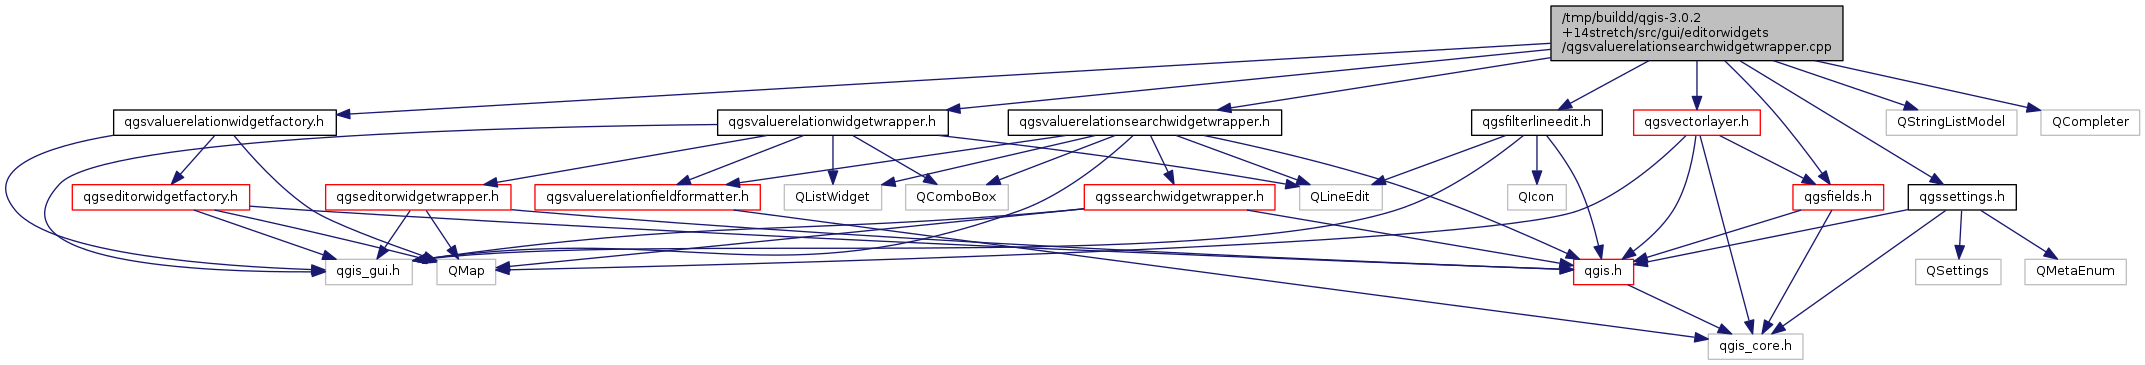 /tmp/buildd/qgis-3.0.2
+14stretch/src/gui/editorwidgets
/qgsvaluerelationsearchwidgetwrapper.cpp
qgsvaluerelationwidgetfactory.h
qgsvaluerelationwidgetwrapper.h
qgsvaluerelationsearchwidgetwrapper.h
qgsfilterlineedit.h
qgsvectorlayer.h
QStringListModel
QCompleter
qgseditorwidgetfactory.h
qgseditorwidgetwrapper.h
qgsvaluerelationfieldformatter.h
QListWidget
QComboBox
qgssearchwidgetwrapper.h
QLineEdit
QIcon
qgsfields.h
qgssettings.h
qgis_gui.h
QMap
qgis.h
QSettings
QMetaEnum
qgis_core.h